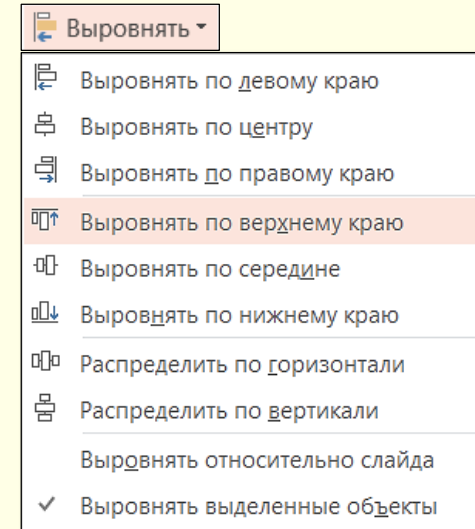 Выровнять
Выровнять по левому краю
Выровнять по центру
Выровнять по правому краю
Выровнять по верхнему краю
Выровнять по середине
Выровнять по нижнему краю
Распределить по горизонтали
Распределить по вертикали
Выровнять относительно слайда
Выровнять выделенные объекты